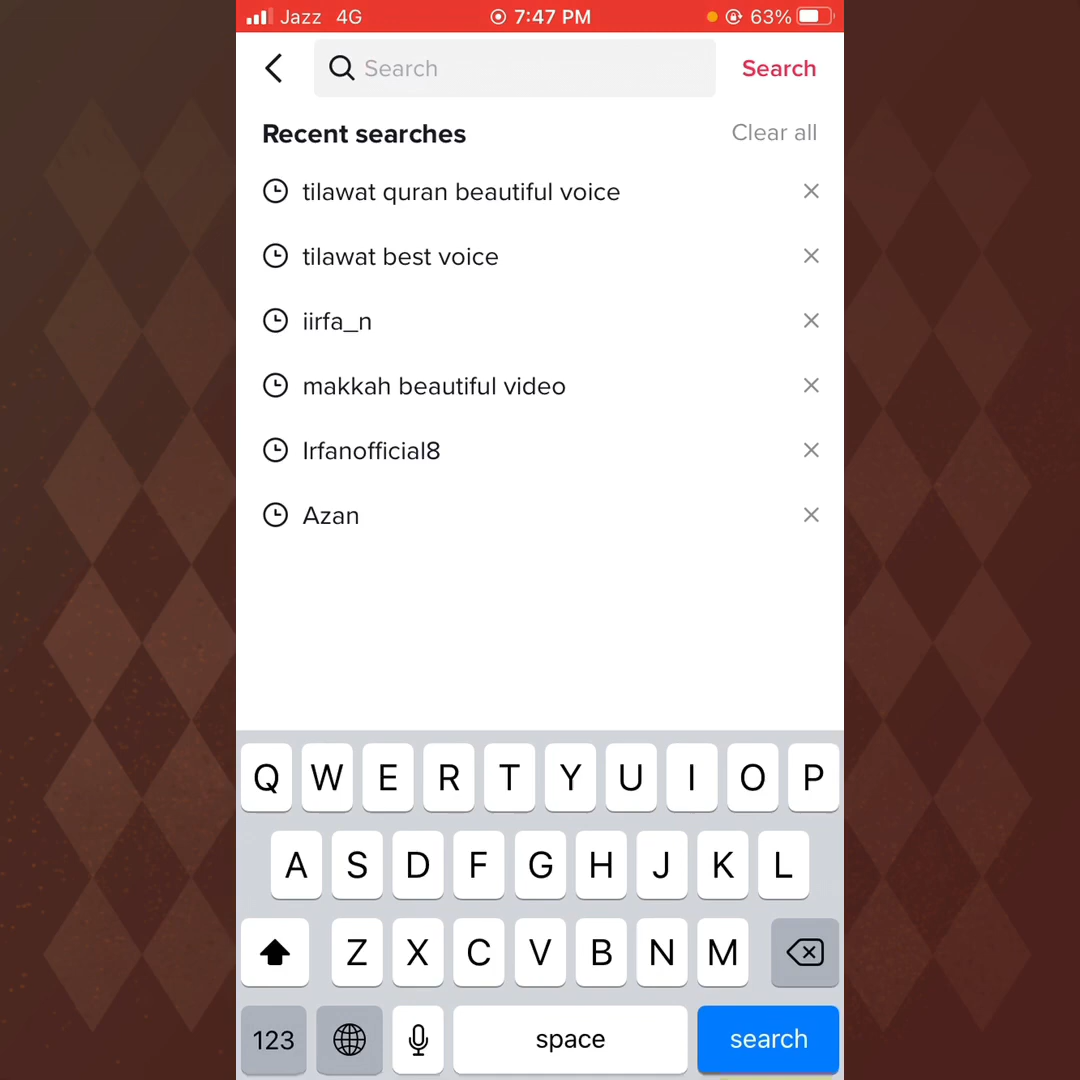 Jazz 4G 7:47 PM 63%
Search Search
Recent searches Clear all
tilawat quran beautiful voice
tilawat best voice
iirfa_n
makkah beautiful video
Irfanofficial8
Azan
Q W E R T Y U I O P
A S D F G H J K L
Z X C V B N M
123 space search